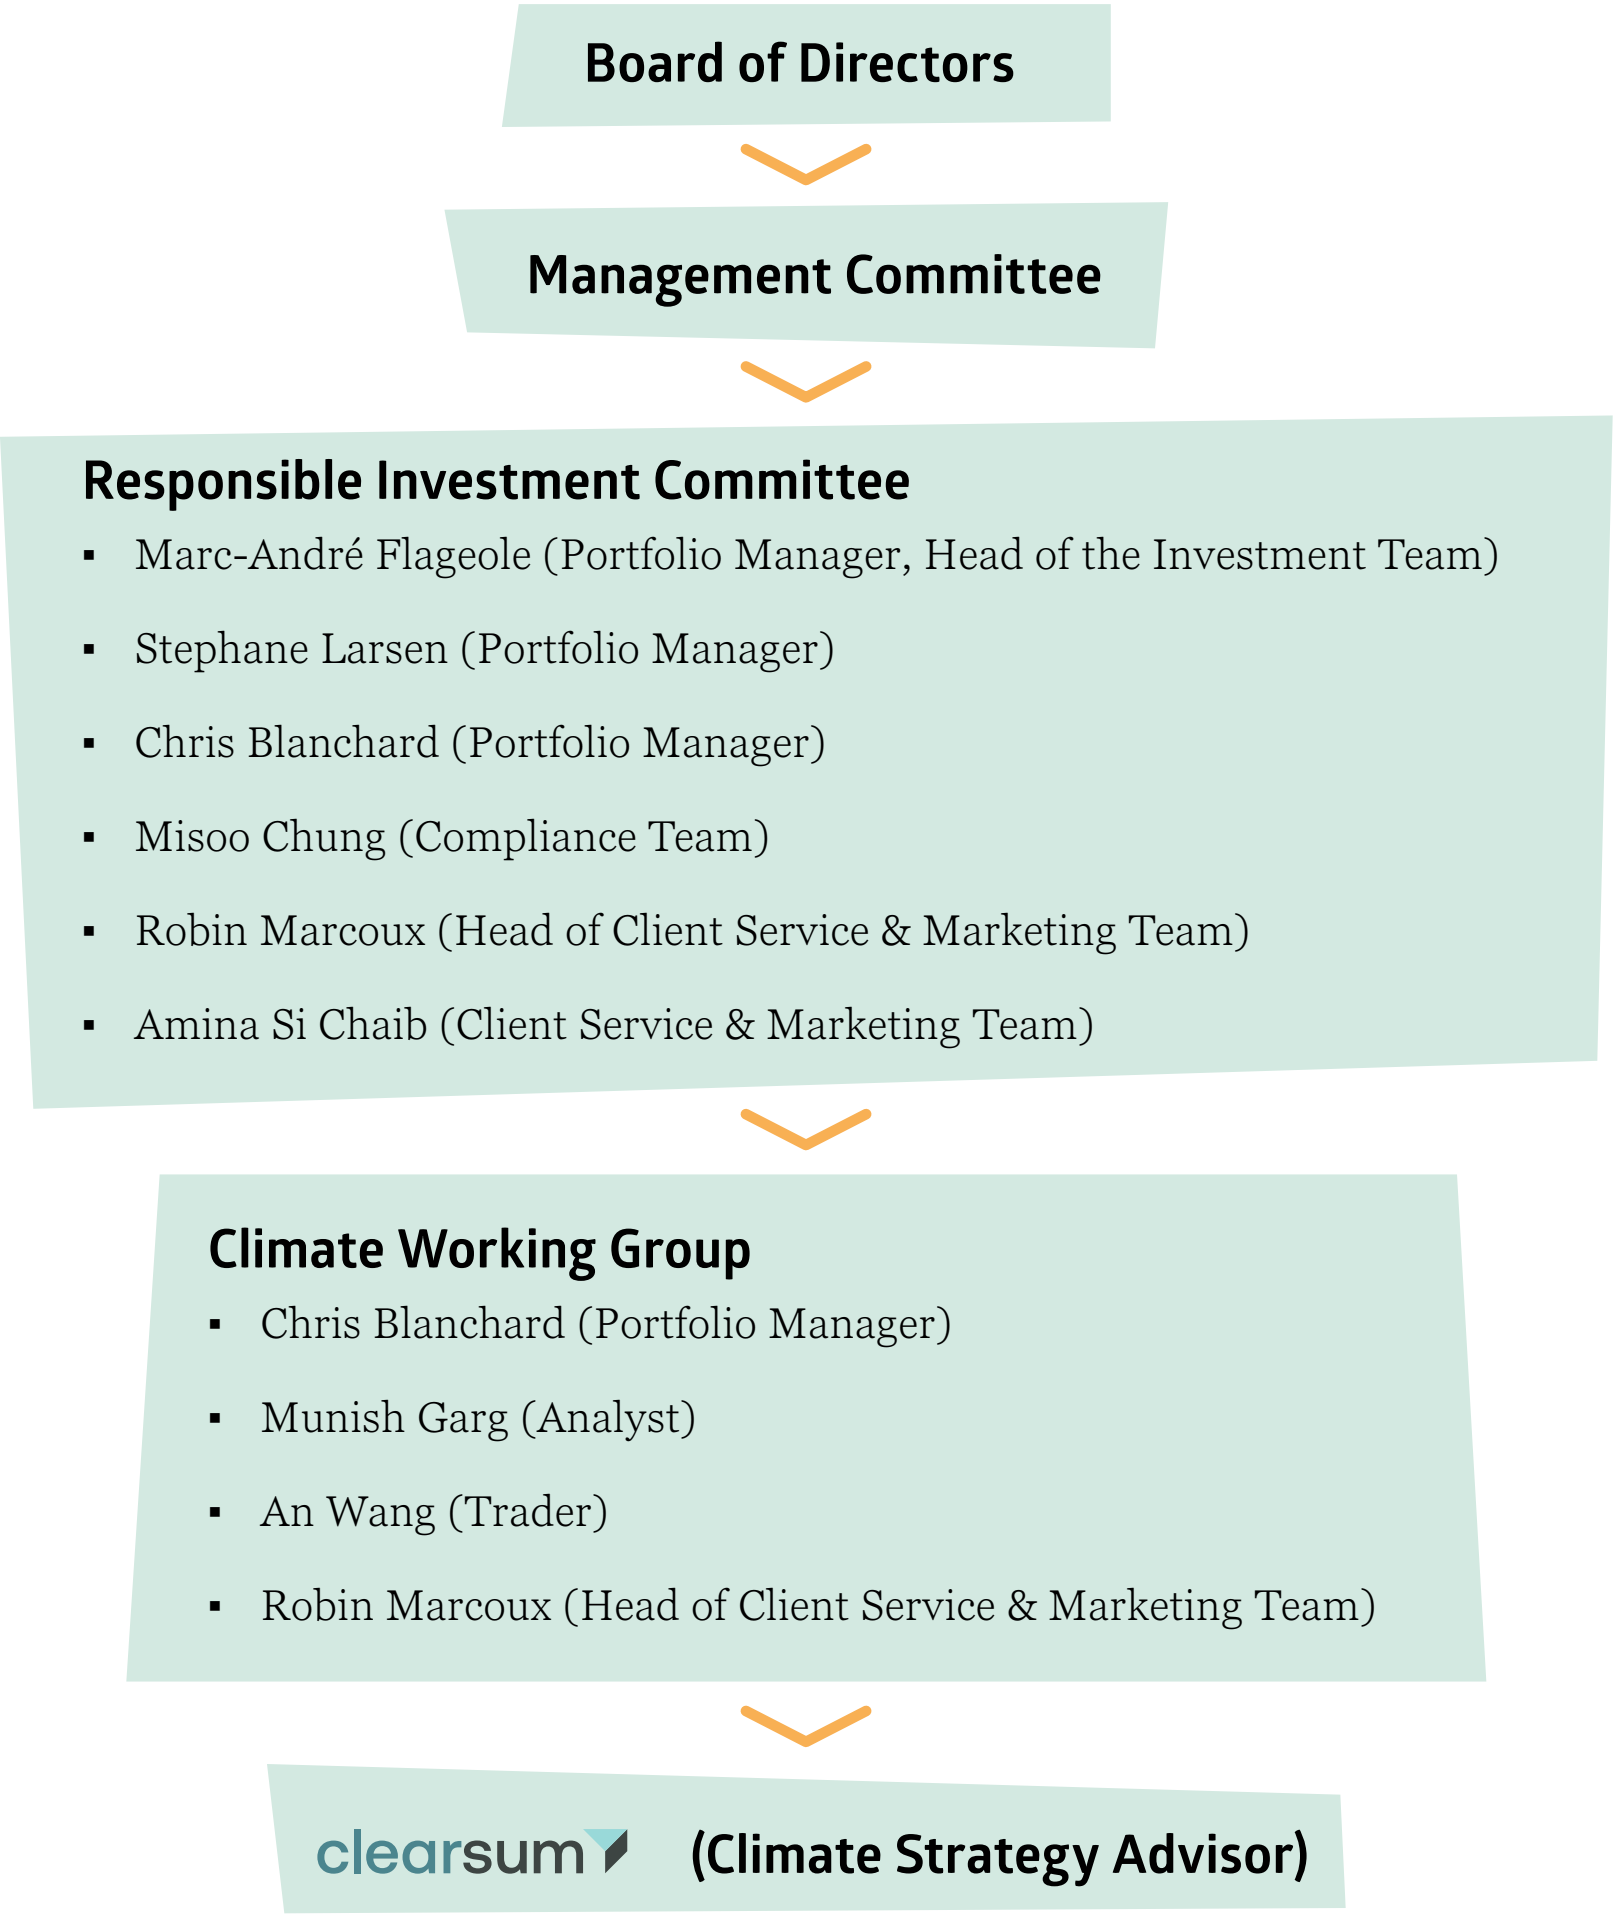 Board of Directors
Management Committee
Responsible Investment Committee
▪ Marc-André Flageole (Portfolio Manager, Head of the Investment Team)
▪ Stephane Larsen (Portfolio Manager)
▪ Chris Blanchard (Portfolio Manager)
▪ Misoo Chung (Compliance Team)
▪ Robin Marcoux (Head of Client Service & Marketing Team)
▪ Amina Si Chaib (Client Service & Marketing Team)
Climate Working Group
▪ Chris Blanchard (Portfolio Manager)
▪ Munish Garg (Analyst)
▪ An Wang (Trader)
▪ Robin Marcoux (Head of Client Service & Marketing Team)
clearsum (Climate Strategy Advisor)